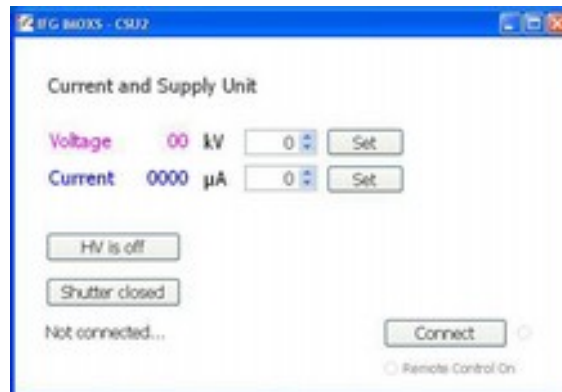 IFG IMOXS - CSU2
Current and Supply Unit
Voltage 00 kV 0 Set
Current 0000 μA 0 Set
HV is off
Shutter closed
Not connected...
Connect
Remote Control On